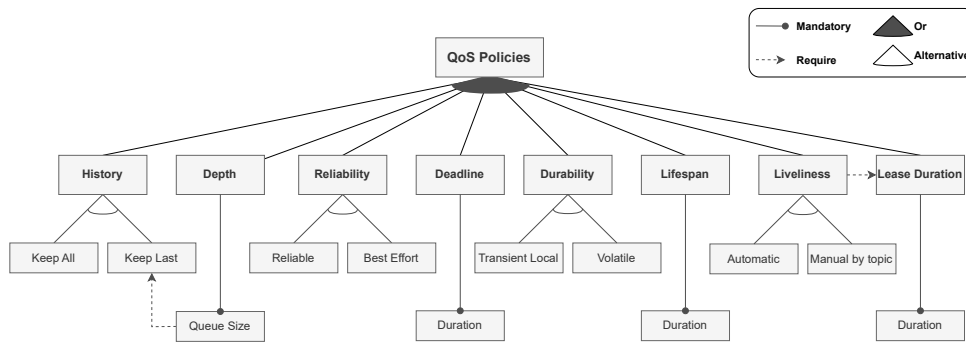 Mandatory
Or
Require
Alternative
QoS Policies
History
Depth
Reliability
Deadline
Durability
Lifespan
Liveliness
Lease Duration
Keep All
Keep Last
Reliable
Best Effort
Transient Local
Volatile
Automatic
Manual by topic
Queue Size
Duration
Duration
Duration